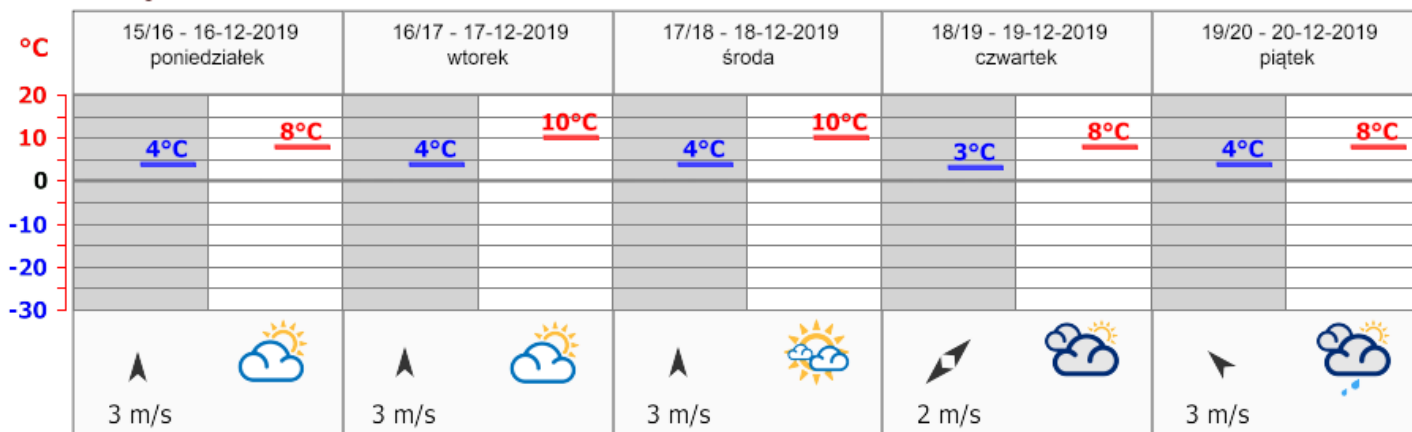 °C
15/16 - 16-12-2019
poniedziałek
16/17 - 17-12-2019
wtorek
17/18 - 18-12-2019
środa
18/19 - 19-12-2019
czwartek
19/20 - 20-12-2019
piątek
20
10
0
-10
-20
-30
4°C
8°C
4°C
10°C
4°C
10°C
3°C
8°C
4°C
8°C
3 m/s
3 m/s
3 m/s
2 m/s
3 m/s